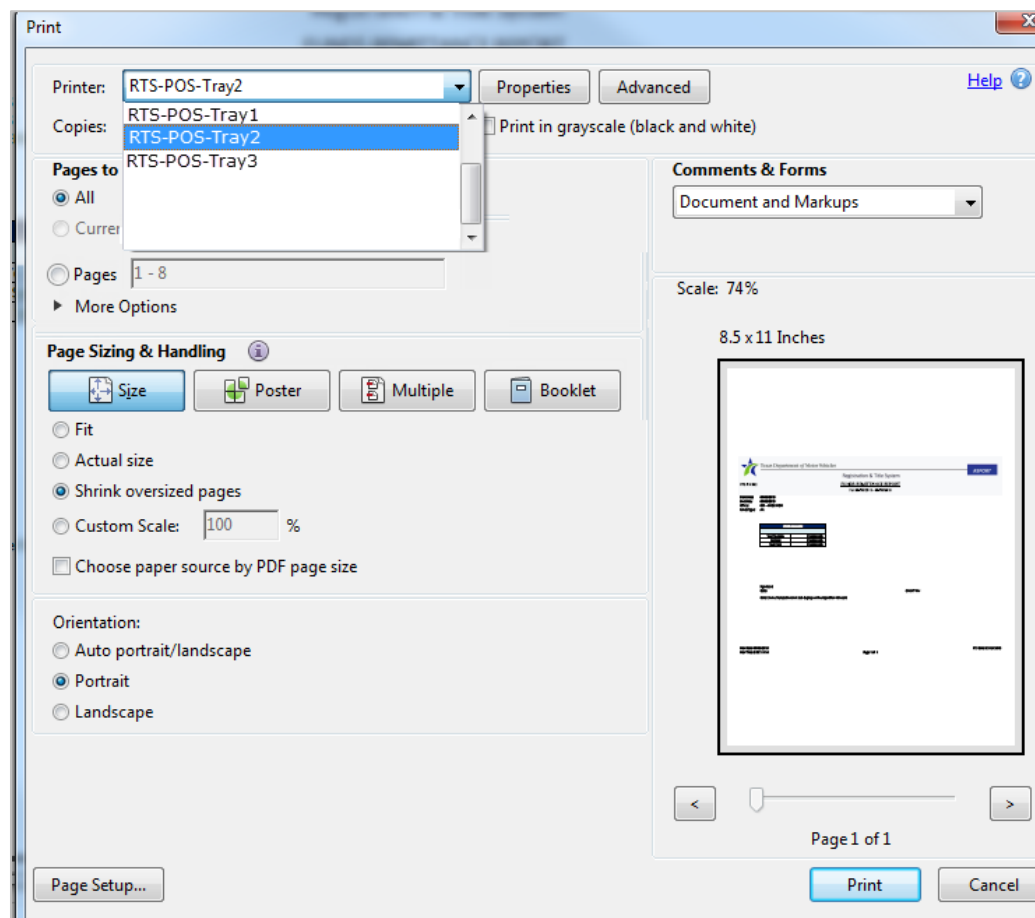 Print
Printer: RTS-POS-Tray2 Properties Advanced Help
RTS-POS-Tray1
RTS-POS-Tray2
RTS-POS-Tray3
Copies: Print in grayscale (black and white)
Pages to
All
Curre
Pages 1 - 8
More Options
Comments & Forms
Document and Markups
Scale: 74%
8.5 x 11 Inches
Page Sizing & Handling
Size Poster Multiple Booklet
Fit
Actual size
Shrink oversized pages
Custom Scale: 100 %
Choose paper source by PDF page size
Orientation:
Auto portrait/landscape
Portrait
Landscape
Texas Department of Motor Vehicles
Registration & Title System
< >
Page 1 of 1
Page Setup... Print Cancel